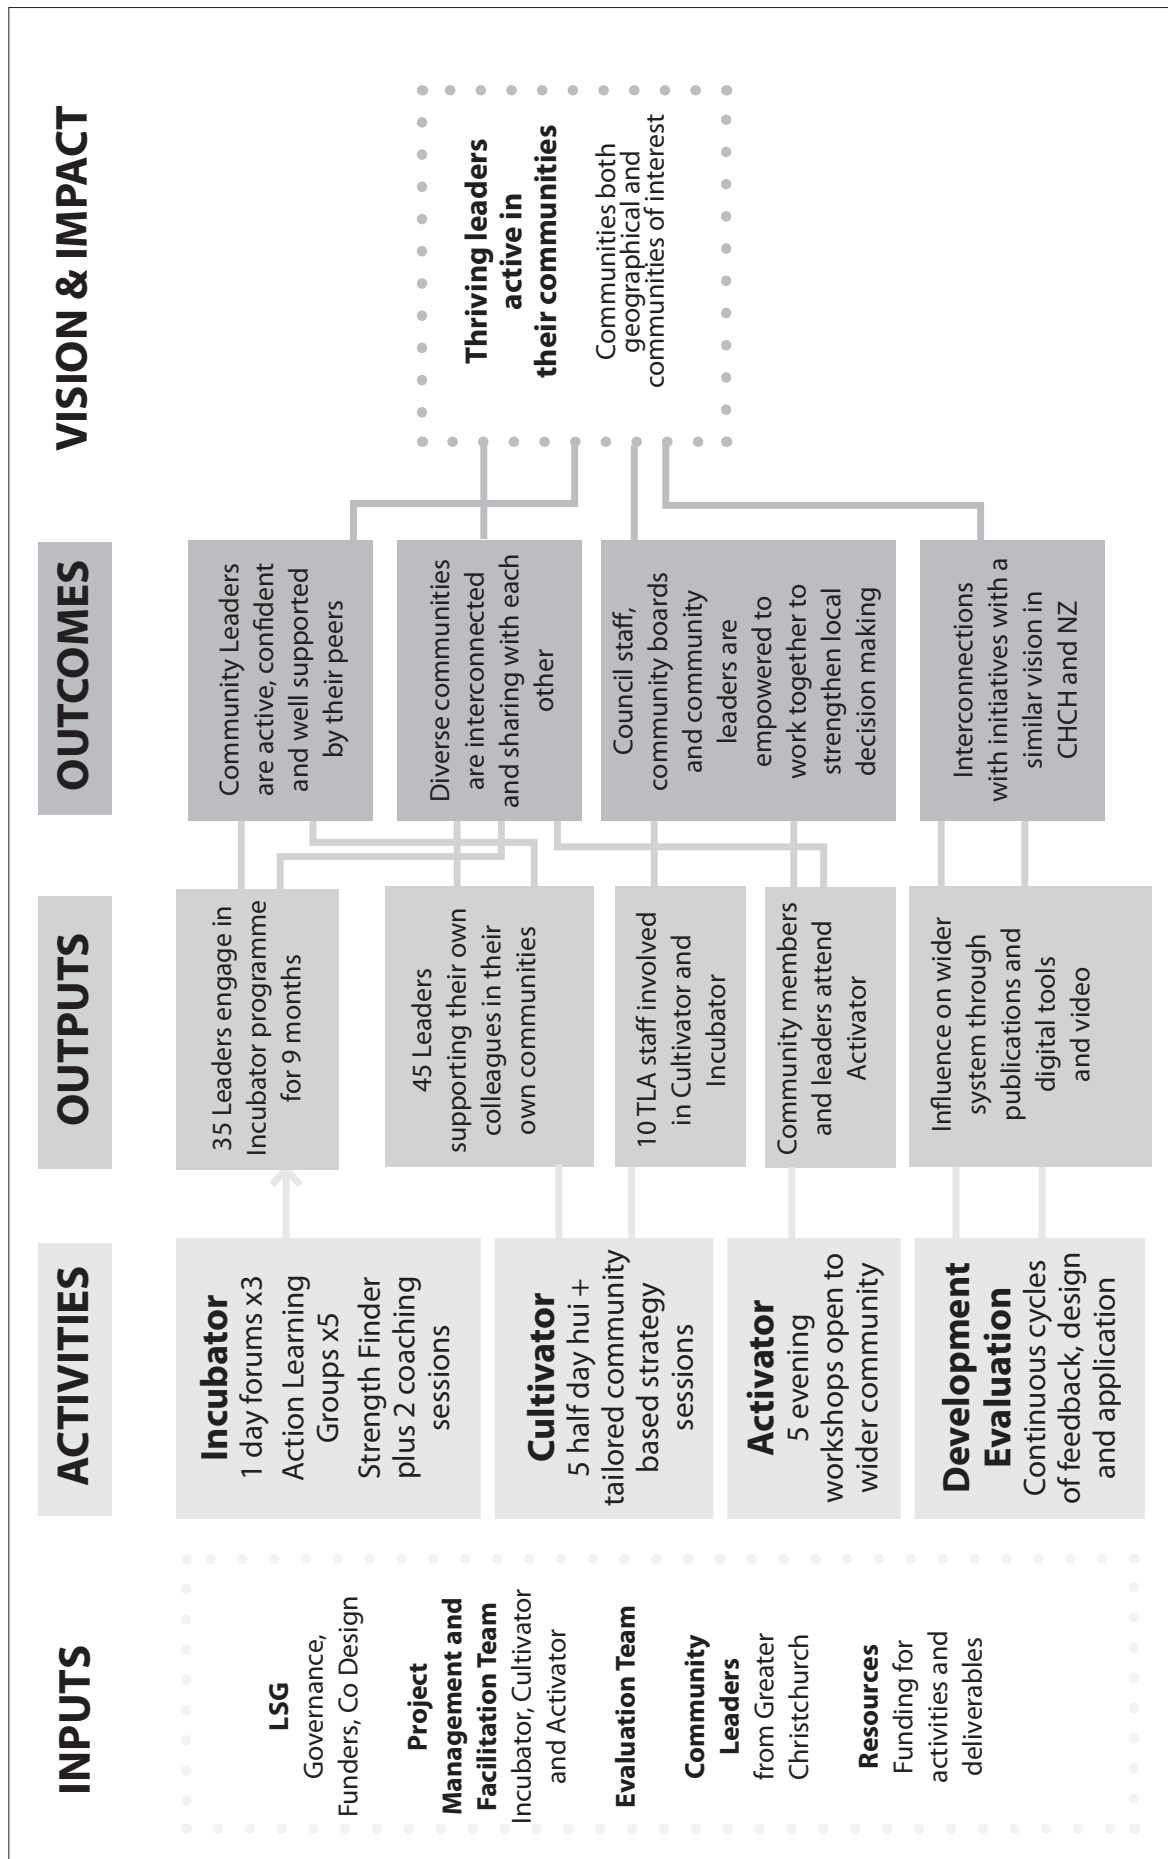 INPUTS
LSG
Governance,
Funders, Co Design
Project
Management and
Facilitation Team
Incubator, Cultivator
and Activator
Evaluation Team
Community
Leaders
from Greater
Christchurch
Resources
Funding for
activities and
deliverables
ACTIVITIES
Incubator
1 day forums x3
Action Learning
Groups x5
Strength Finder
plus 2 coaching
sessions
Cultivator
5 half day hui +
tailored community
based strategy
sessions
Activator
5 evening
workshops open to
wider community
Development
Evaluation
Continuous cycles
of feedback, design
and application
OUTPUTS
35 Leaders engage in
Incubator programme
for 9 months
45 Leaders
supporting their own
colleagues in their
own communities
10 TLA staff involved
in Cultivator and
Incubator
Community members
and leaders attend
Activator
Influence on wider
system through
publications and
digital tools
and video
OUTCOMES
Community Leaders
are active, confident
and well supported
by their peers
Diverse communities
are interconnected
and sharing with each
other
Council staff,
community boards
and community
leaders are
empowered to
work together to
strengthen local
decision making
Interconnections
with initiatives with a
similar vision in
CHCH and NZ
VISION & IMPACT
Thriving leaders
active in
their communities
Communities both
geographical and
communities of interest